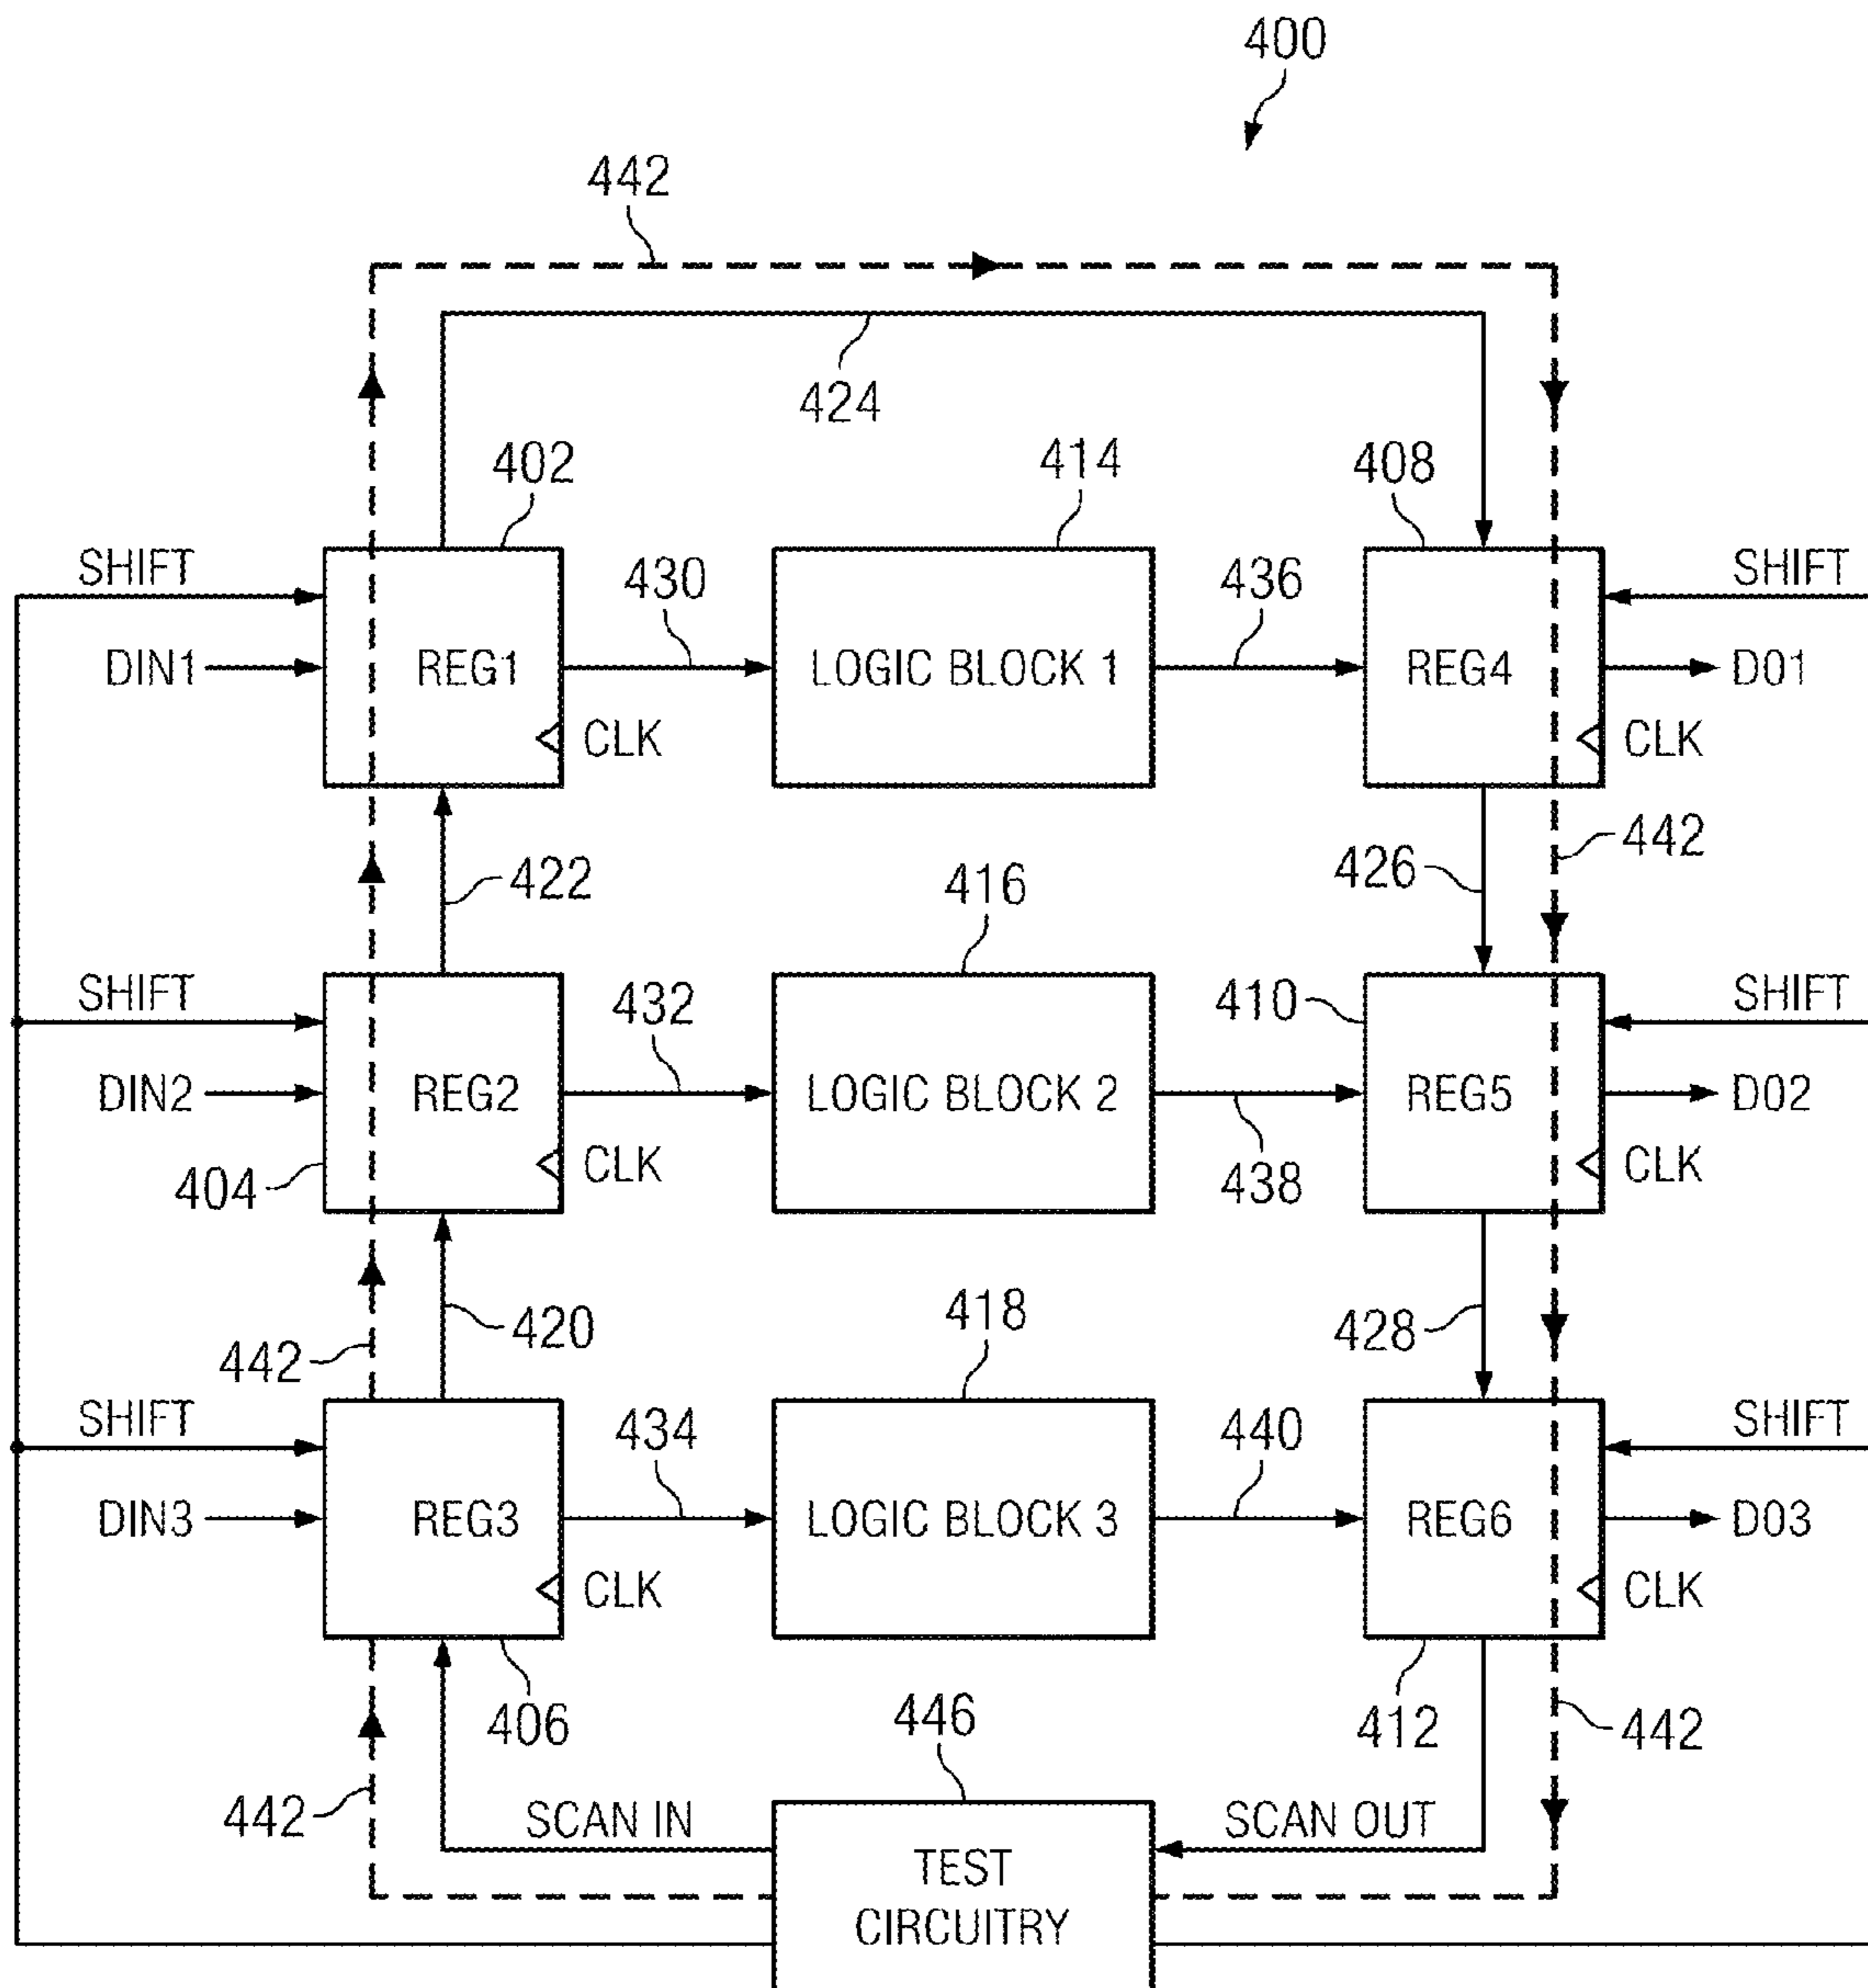 400
442
424
402
414
408
SHIFT
430
436
SHIFT
DIN1
REG1
LOGIC BLOCK 1
REG4
D01
CLK
CLK
442
422
416
426
SHIFT
432
410
SHIFT
DIN2
REG2
LOGIC BLOCK 2
REG5
D02
404
CLK
438
CLK
420
418
428
442
SHIFT
434
440
SHIFT
DIN3
REG3
LOGIC BLOCK 3
REG6
D03
CLK
CLK
406
446
412
442
442
SCAN IN
SCAN OUT
TEST
CIRCUITRY